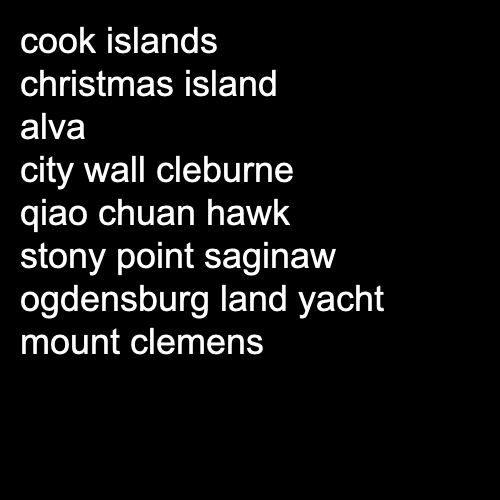 cook islands
christmas island
alva
city wall cleburne
qiao chuan hawk
stony point saginaw
ogdensburg land yacht
mount clemens